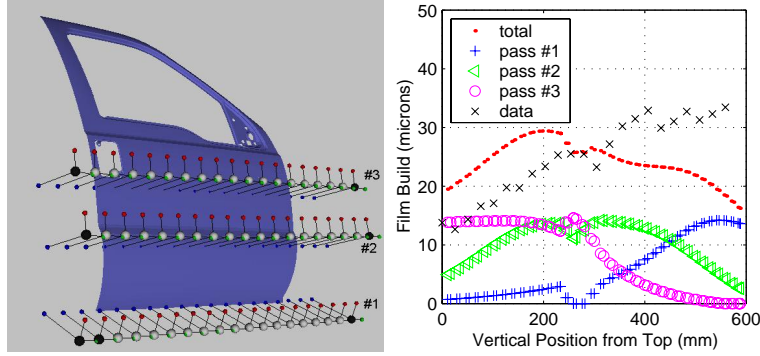 #3
#2
#1
50
40
30
20
10
0
Film Build (microns)
total
pass #1
pass #2
pass #3
data
0
200
400
600
Vertical Position from Top (mm)